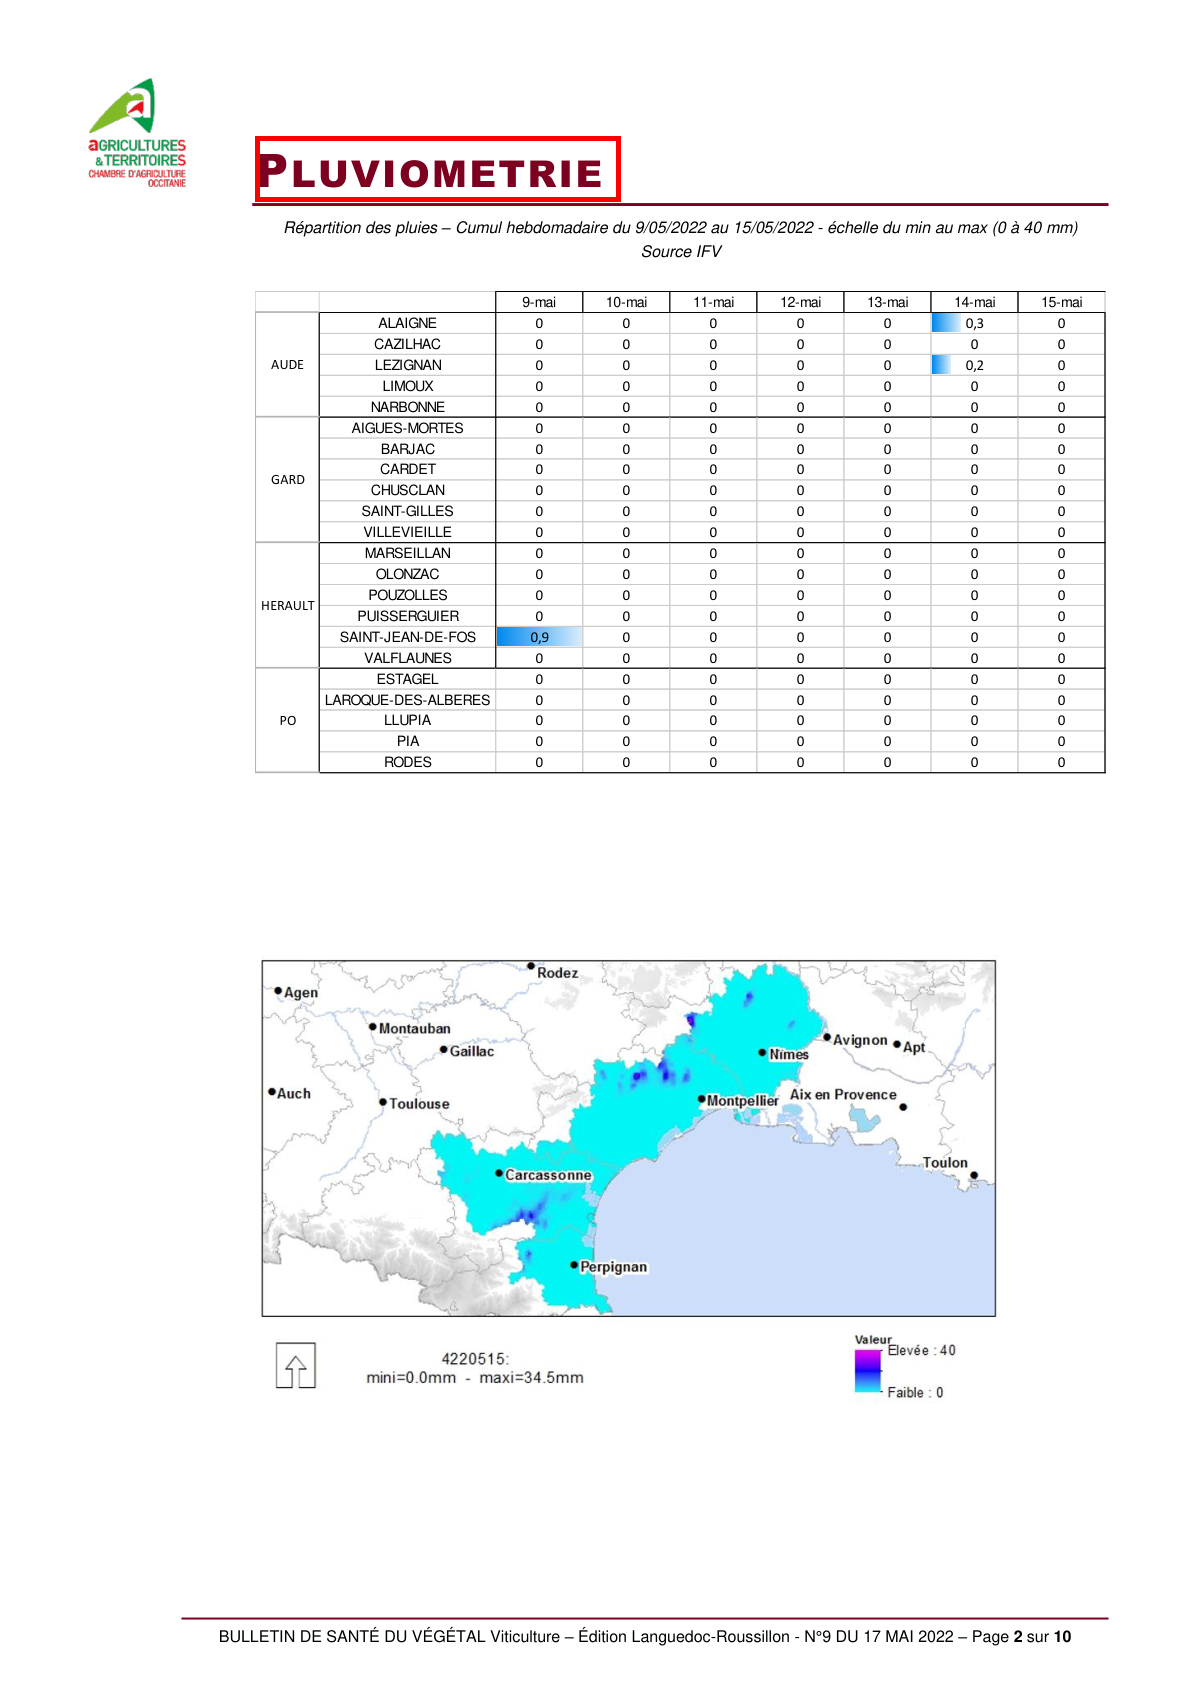 aGRICULTURES
& TERRITOIRES
CHAMBRE D'AGRICULTURE
OCCITANIE
PLUVIOMETRIE
Répartition des pluies – Cumul hebdomadaire du 9/05/2022 au 15/05/2022 - échelle du min au max (0 à 40 mm)
Source IFV
9-mai 10-mai 11-mai 12-mai 13-mai 14-mai 15-mai
AUDE
ALAIGNE 0 0 0 0 0 0,3 0
CAZILHAC 0 0 0 0 0 0 0
LEZIGNAN 0 0 0 0 0 0,2 0
LIMOUX 0 0 0 0 0 0 0
NARBONNE 0 0 0 0 0 0 0
GARD
AIGUES-MORTES 0 0 0 0 0 0 0
BARJAC 0 0 0 0 0 0 0
CARDET 0 0 0 0 0 0 0
CHUSCLAN 0 0 0 0 0 0 0
SAINT-GILLES 0 0 0 0 0 0 0
VILLEVIEILLE 0 0 0 0 0 0 0
HERAULT
MARSEILLAN 0 0 0 0 0 0 0
OLONZAC 0 0 0 0 0 0 0
POUZOLLES 0 0 0 0 0 0 0
PUISSERGUIER 0 0 0 0 0 0 0
SAINT-JEAN-DE-FOS 0,9 0 0 0 0 0 0
VALFLAUNES 0 0 0 0 0 0 0
PO
ESTAGEL 0 0 0 0 0 0 0
LAROQUE-DES-ALBERES 0 0 0 0 0 0 0
LLUPIA 0 0 0 0 0 0 0
PIA 0 0 0 0 0 0 0
RODES 0 0 0 0 0 0 0
Rodez
Agen
Montauban
Gaillac
Avignon
Apt
Nîmes
Auch
Toulouse
Montpellier
Aix en Provence
Carcassonne
Toulon
Perpignan
4220515:
mini=0.0mm - maxi=34.5mm
Valeur
Elevée : 40
Faible : 0
BULLETIN DE SANTÉ DU VÉGÉTAL Viticulture – Édition Languedoc-Roussillon - N°9 DU 17 MAI 2022 – Page 2 sur 10